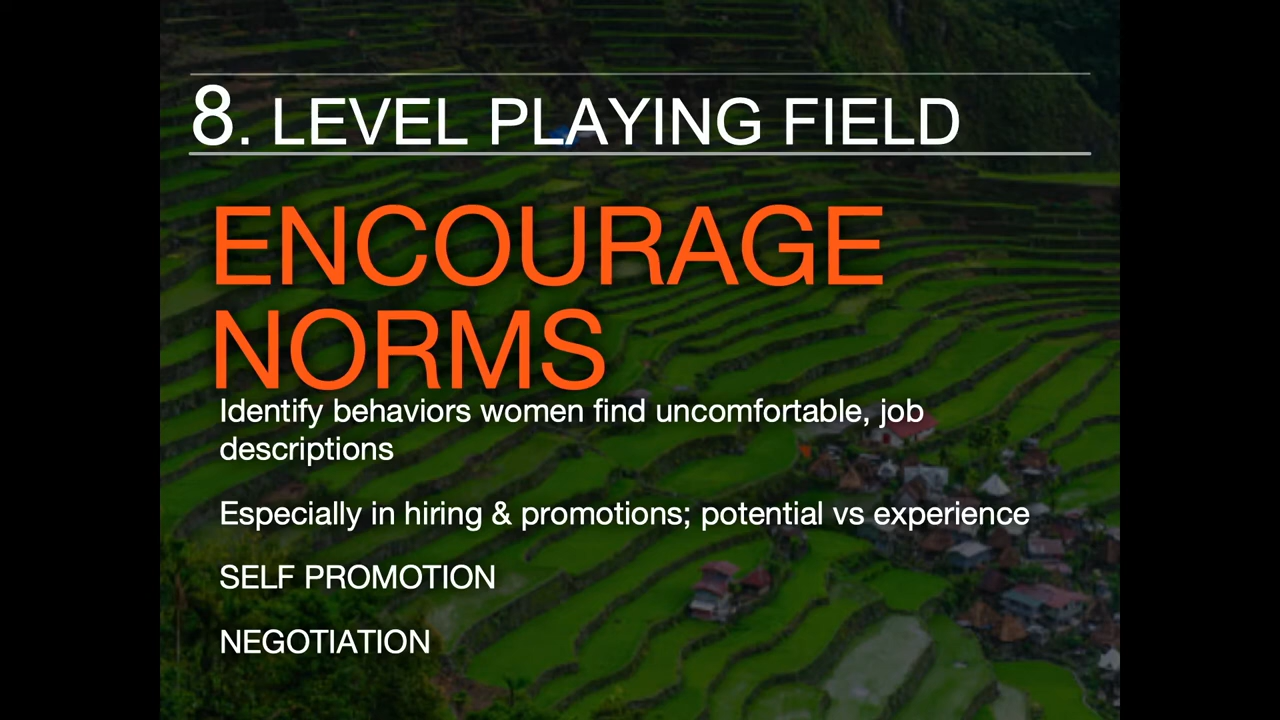 8. LEVEL PLAYING FIELD
ENCOURAGE
NORMS
Identify behaviors women find uncomfortable, job
descriptions
Especially in hiring & promotions; potential vs experience
SELF PROMOTION
NEGOTIATION